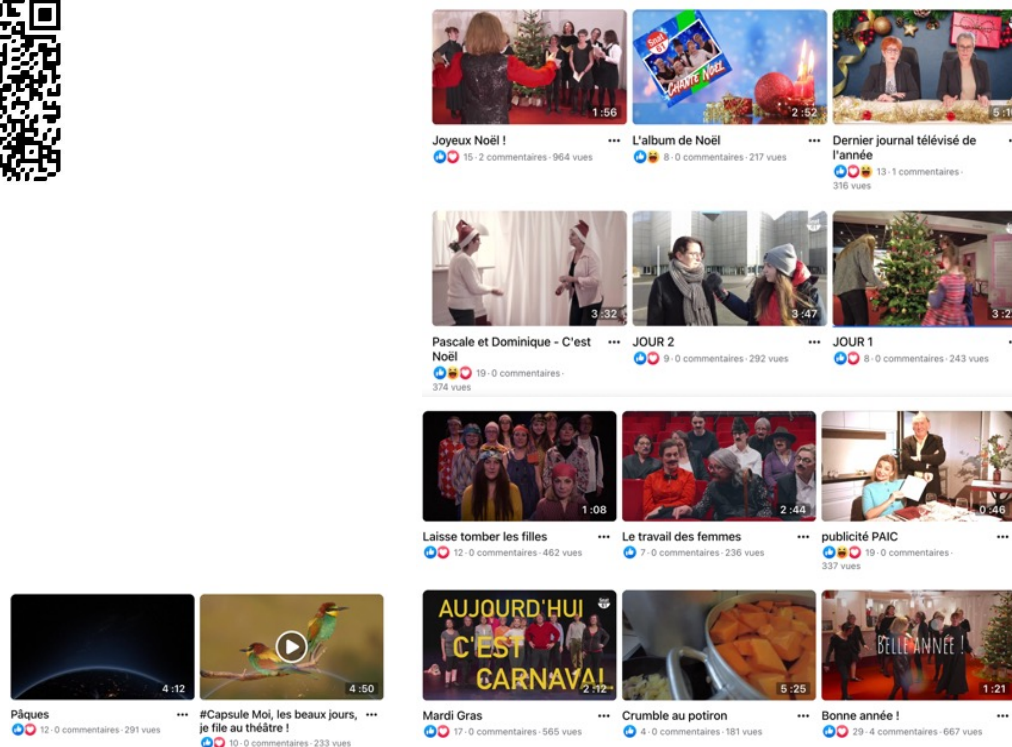 Snat 61
CHANTE NOËL
1:56
2:52
Joyeux Noël !
15 · 2 commentaires · 964 vues
L'album de Noël
8 · 0 commentaires · 217 vues
Dernier journal télévisé de
l'année
13 · 1 commentaires ·
316 vues
3:32
3:47
Pascale et Dominique - C'est
Noël
19 · 0 commentaires ·
374 vues
JOUR 2
9 · 0 commentaires · 292 vues
JOUR 1
8 · 0 commentaires · 243 vues
1:08
2:44
0:46
Laisse tomber les filles
12 · 0 commentaires · 462 vues
Le travail des femmes
7 · 0 commentaires · 236 vues
publicité PAIC
19 · 0 commentaires ·
337 vues
4:12
4:50
AUJOURD'HUI
C'EST
CARNAVAL
2:12
5:25
BELLE ANNÉE !
1:21
Pâques
12 · 0 commentaires · 291 vues
#Capsule Moi, les beaux jours,
je file au théâtre !
10 · 0 commentaires · 233 vues
Mardi Gras
17 · 0 commentaires · 565 vues
Crumble au potiron
4 · 0 commentaires · 181 vues
Bonne année !
29 · 4 commentaires · 667 vues